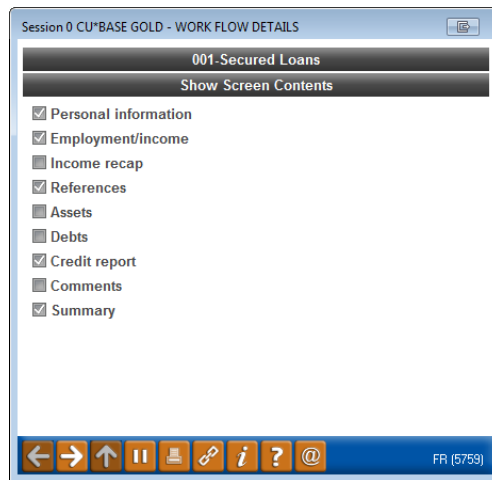 Session 0 CU*BASE GOLD - WORK FLOW DETAILS
001-Secured Loans
Show Screen Contents
Personal information
Employment/income
Income recap
References
Assets
Debts
Credit report
Comments
Summary
i ? @
FR (5759)